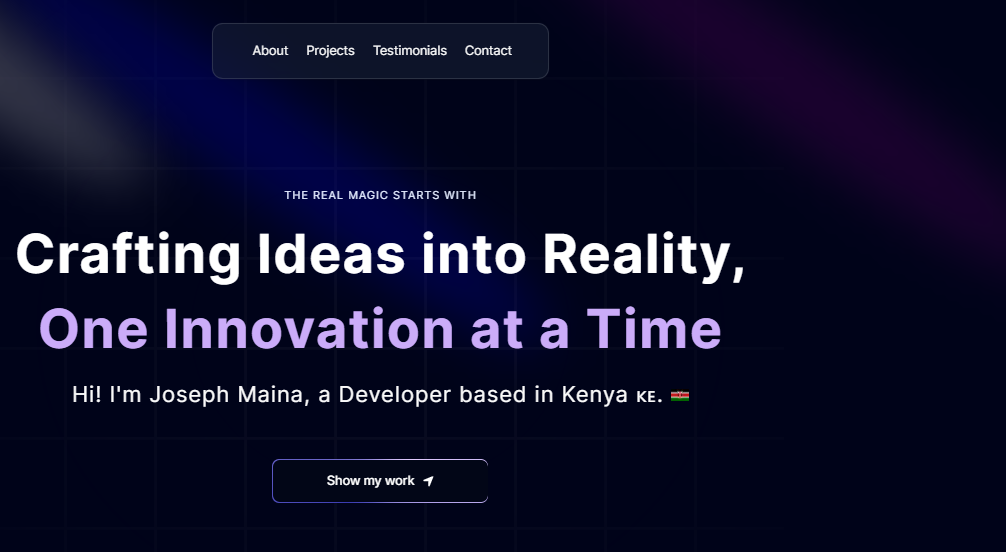 About Projects Testimonials Contact
THE REAL MAGIC STARTS WITH
Crafting Ideas into Reality,
One Innovation at a Time
Hi! I'm Joseph Maina, a Developer based in Kenya ᴋᴇ. 🇰🇪
Show my work